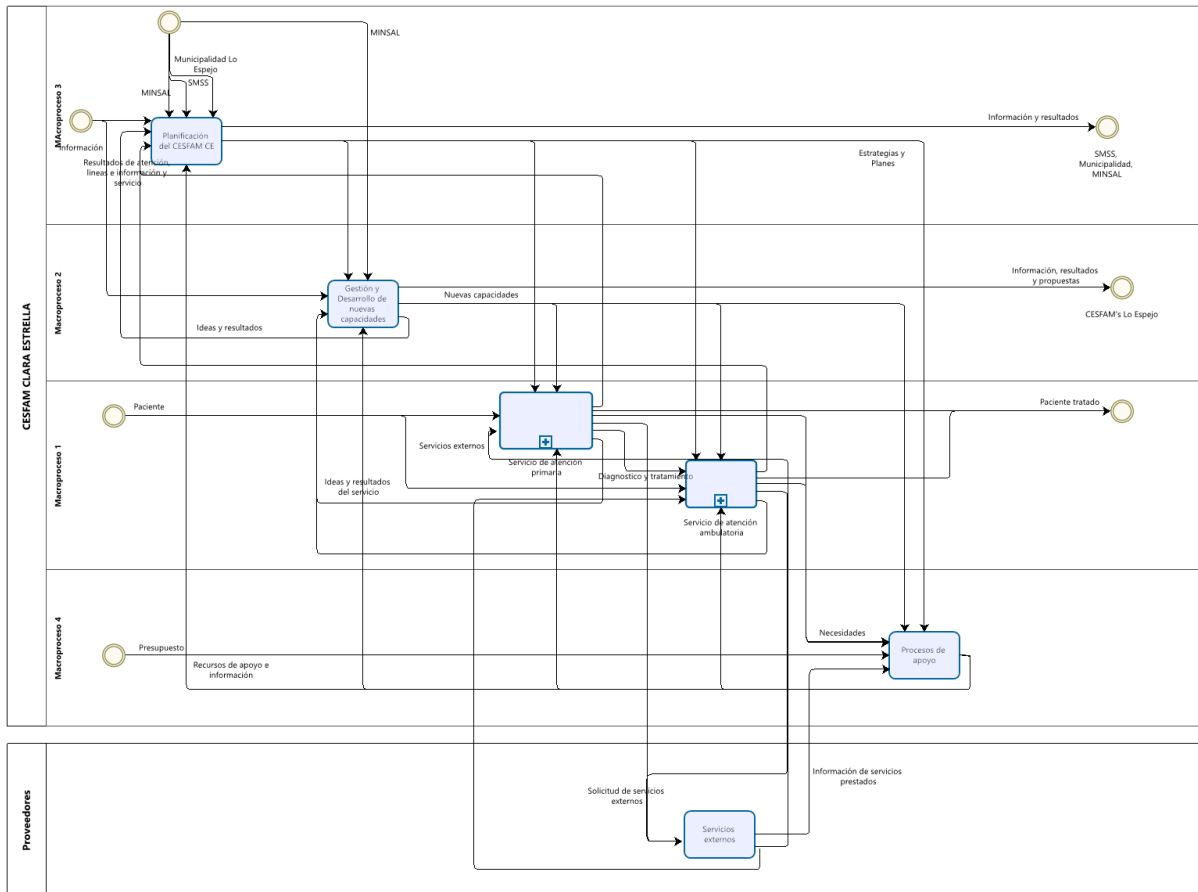 CESFAM CLARA ESTRELLA
MAcroproceso 3
MINSAL
Municipalidad Lo
Espejo
SMSS
MINSAL
Información
Planificación
del CESFAM CE
Resultados de atención,
lineas e información y
servicio
Información y resultados
SMSS,
Municipalidad,
MINSAL
Estrategias y
Planes
Macroproceso 2
Gestión y
Desarrollo de
nuevas
capacidades
Nuevas capacidades
Ideas y resultados
Información, resultados
y propuestas
CESFAM's Lo Espejo
Macroproceso 1
Paciente
Servicios externos
Servicio de atención
primaria
Ideas y resultados
del servicio
Diagnostico y tratamiento
Servicio de atención
ambulatoria
Paciente tratado
Macroproceso 4
Presupuesto
Recursos de apoyo e
información
Necesidades
Procesos de
apoyo
Proveedores
Solicitud de servicios
externos
Información de servicios
prestados
Servicios
externos